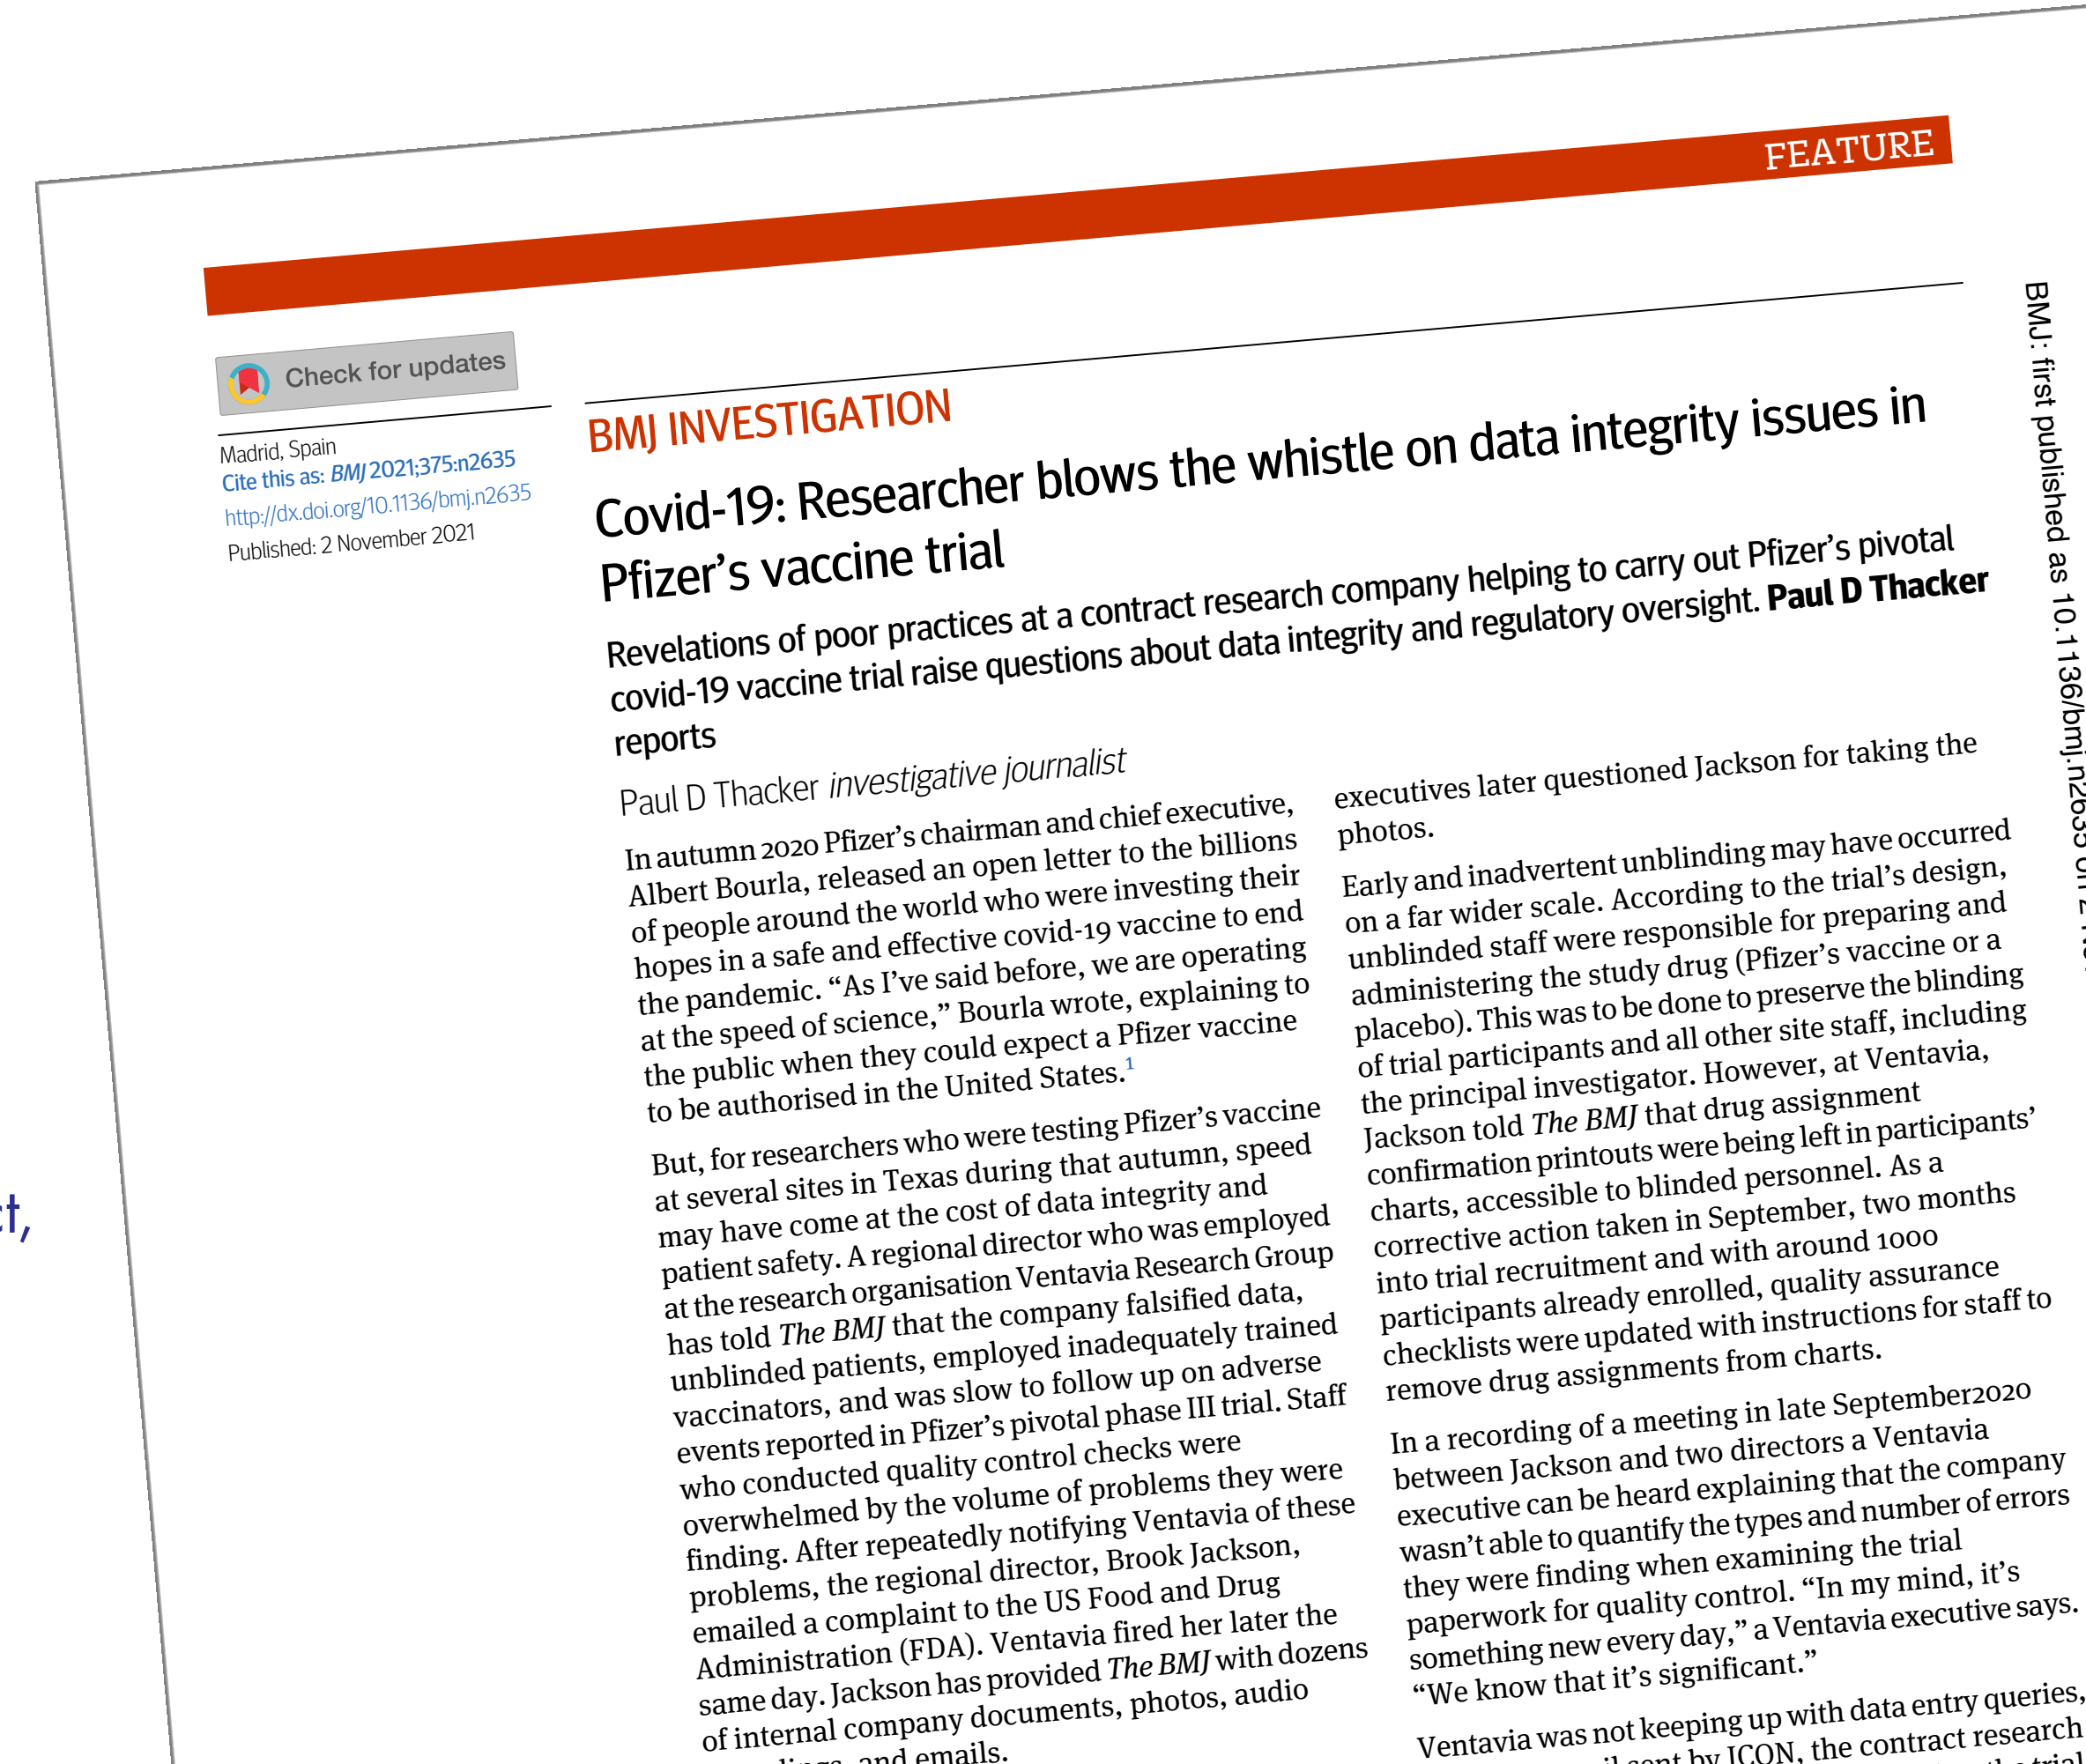 FEATURE
Check for updates
Madrid, Spain
Cite this as: BMJ 2021;375:n2635
http://dx.doi.org/10.1136/bmj.n2635
Published: 2 November 2021
BMJ INVESTIGATION
Covid-19: Researcher blows the whistle on data integrity issues in
Pfizer’s vaccine trial
Revelations of poor practices at a contract research company helping to carry out Pfizer’s pivotal
covid-19 vaccine trial raise questions about data integrity and regulatory oversight. Paul D Thacker
reports
Paul D Thacker investigative journalist
In autumn 2020 Pfizer’s chairman and chief executive,
Albert Bourla, released an open letter to the billions
of people around the world who were investing their
hopes in a safe and effective covid-19 vaccine to end
the pandemic. “As I’ve said before, we are operating
at the speed of science,” Bourla wrote, explaining to
the public when they could expect a Pfizer vaccine
to be authorised in the United States.1
But, for researchers who were testing Pfizer’s vaccine
at several sites in Texas during that autumn, speed
may have come at the cost of data integrity and
patient safety. A regional director who was employed
at the research organisation Ventavia Research Group
has told The BMJ that the company falsified data,
unblinded patients, employed inadequately trained
vaccinators, and was slow to follow up on adverse
events reported in Pfizer’s pivotal phase III trial. Staff
who conducted quality control checks were
overwhelmed by the volume of problems they were
finding. After repeatedly notifying Ventavia of these
problems, the regional director, Brook Jackson,
emailed a complaint to the US Food and Drug
Administration (FDA). Ventavia fired her later the
same day. Jackson has provided The BMJ with dozens
of internal company documents, photos, audio
and emails.
executives later questioned Jackson for taking the
photos.
Early and inadvertent unblinding may have occurred
on a far wider scale. According to the trial’s design,
unblinded staff were responsible for preparing and
administering the study drug (Pfizer’s vaccine or a
placebo). This was to be done to preserve the blinding
of trial participants and all other site staff, including
the principal investigator. However, at Ventavia,
Jackson told The BMJ that drug assignment
confirmation printouts were being left in participants’
charts, accessible to blinded personnel. As a
corrective action taken in September, two months
into trial recruitment and with around 1000
participants already enrolled, quality assurance
checklists were updated with instructions for staff to
remove drug assignments from charts.
In a recording of a meeting in late September2020
between Jackson and two directors a Ventavia
executive can be heard explaining that the company
wasn’t able to quantify the types and number of errors
they were finding when examining the trial
paperwork for quality control. “In my mind, it’s
something new every day,” a Ventavia executive says.
“We know that it’s significant.”
Ventavia was not keeping up with data entry queries,
sent by ICON, the contract research
BMJ: first published as 10.1136/bmj.n2635 on 2